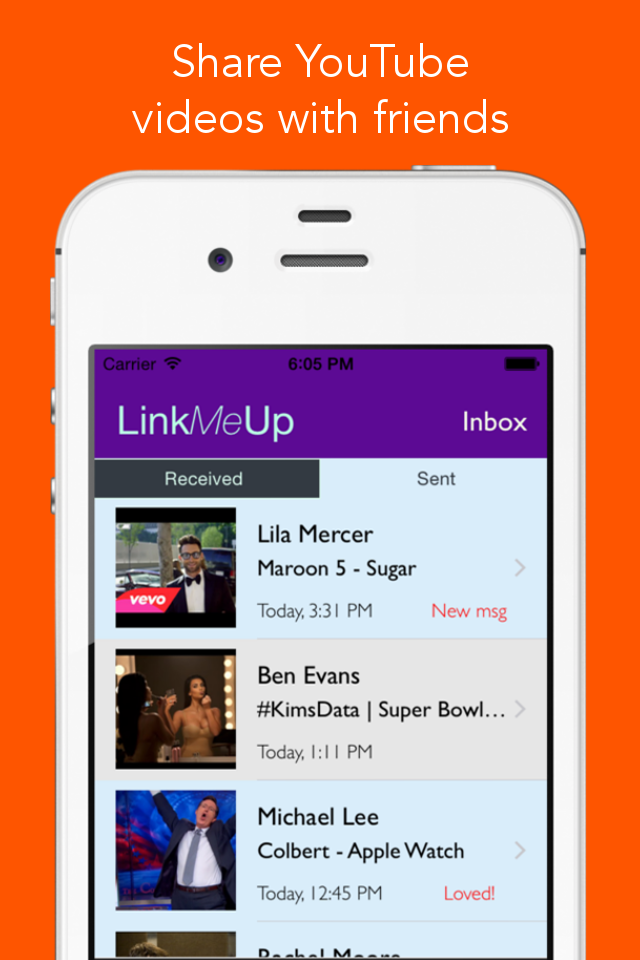 Share YouTube
videos with friends
Carrier 6:05 PM
LinkMeUp Inbox
Received Sent
vevo
Lila Mercer
Maroon 5 - Sugar
Today, 3:31 PM New msg
Ben Evans
#KimsData | Super Bowl…
Today, 1:11 PM
Michael Lee
Colbert - Apple Watch
Today, 12:45 PM Loved!
Rachel Moore